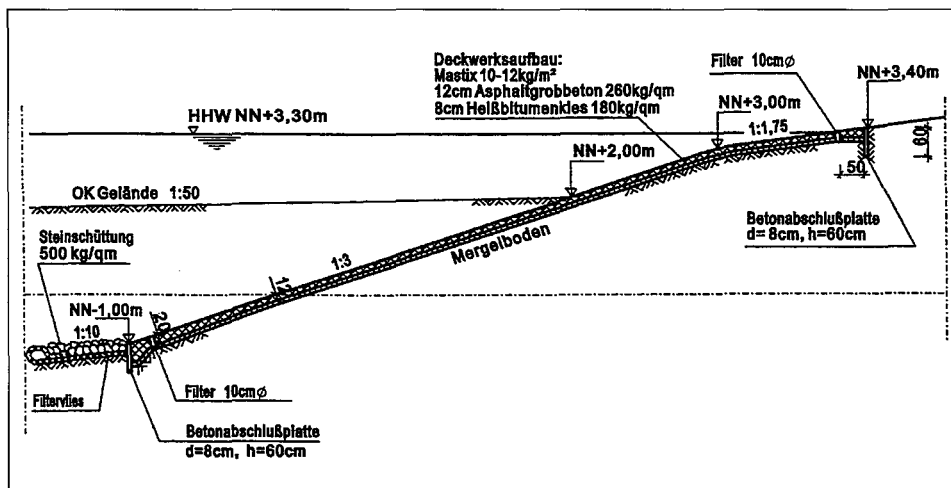 Deckwerksaufbau:
Mastix 10-12kg/m²
12cm Asphaltgrobbeton 260kg/qm
8cm Heißbitumenkies 180kg/qm
Filter 10cm⌀
NN+3,40m
HHW NN+3,30m
NN+3,00m
1:1,75
60
50
NN+2,00m
OK Gelände 1:50
Steinschüttung
500 kg/qm
Betonabschlußplatte
d=8cm, h=60cm
Mergelboden
1:3
12
NN-1,00m
1:10
20
Filtervlies
Filter 10cm⌀
Betonabschlußplatte
d=8cm, h=60cm